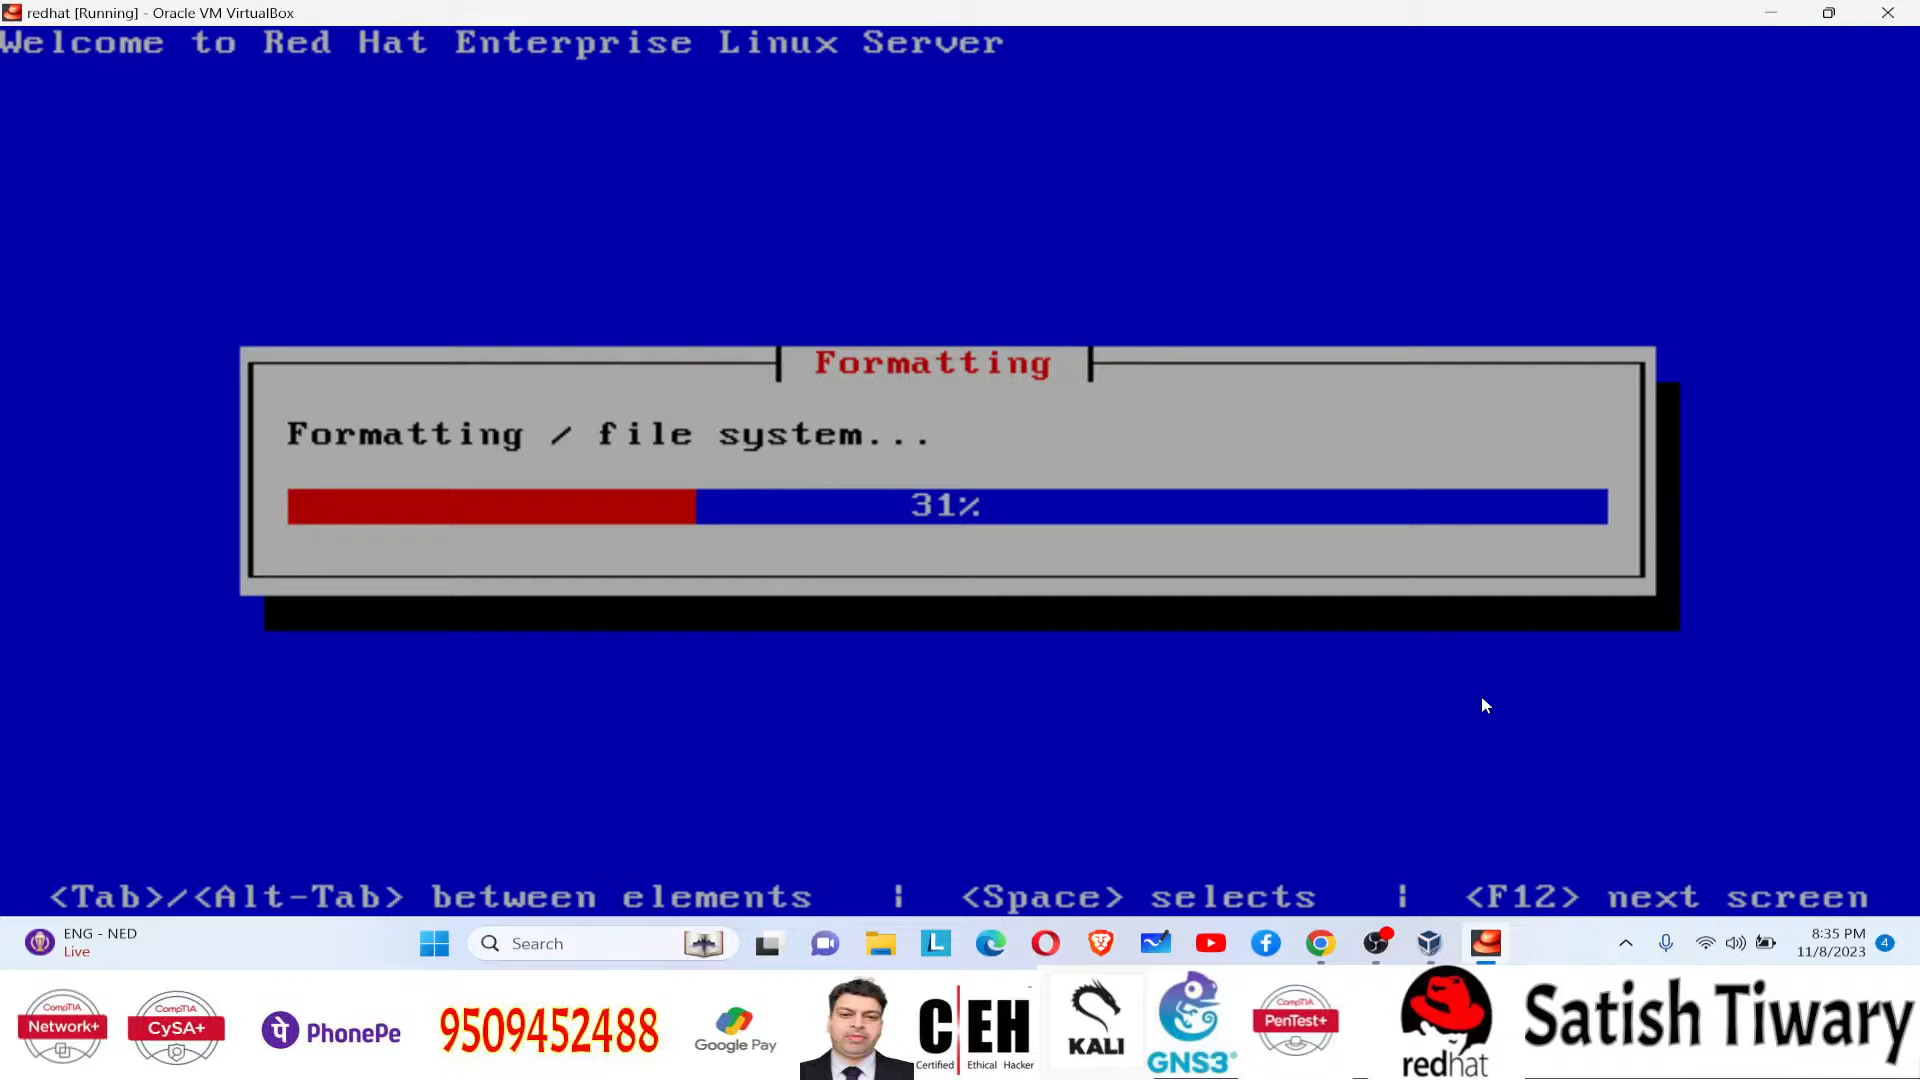 redhat [Running] - Oracle VM VirtualBox
Welcome to Red Hat Enterprise Linux Server
Formatting
Formatting / file system...
31%
<Tab>/<Alt-Tab> between elements | <Space> selects | <F12> next screen
ENG - NED
Live
Search
L
8:35 PM
11/8/2023
4
CompTIA
Network+
CompTIA
CySA+
पे PhonePe
9509452488
Google Pay
C EH
Certified Ethical Hacker
KALI
GNS3
CompTIA
PenTest+
redhat
Satish Tiwary